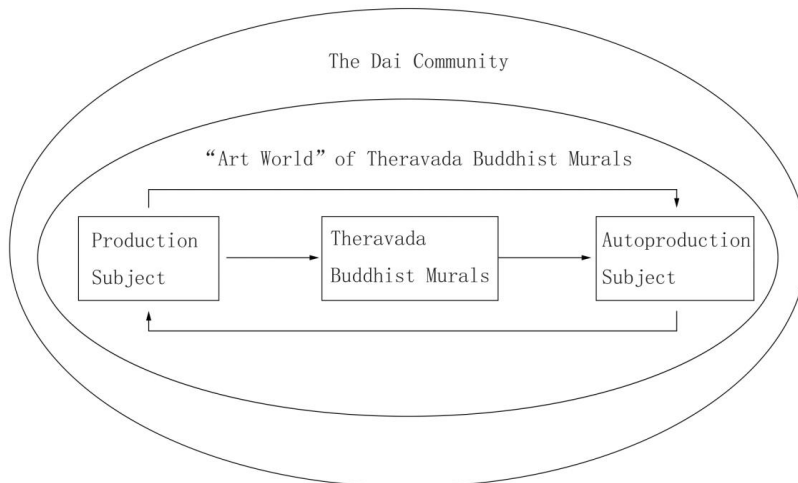 The Dai Community
“Art World” of Theravada Buddhist Murals
Production
Subject
Theravada
Buddhist Murals
Autoproduction
Subject